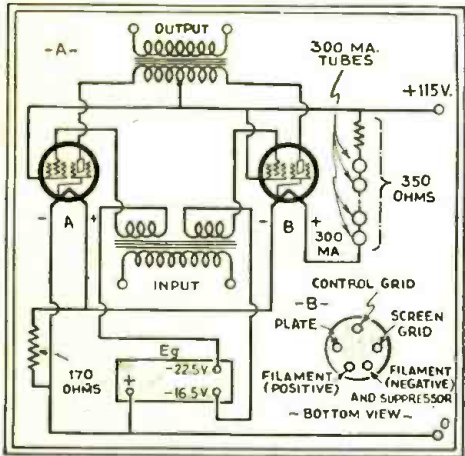 -A-
OUTPUT
300 MA.
TUBES
+115V.
350
OHMS
- A +
- B +
300
MA
INPUT
CONTROL GRID
-B-
PLATE
SCREEN
GRID
170
OHMS
Eg
-22.5V
+
-16.5V
FILAMENT
(POSITIVE)
FILAMENT
(NEGATIVE)
AND SUPPRESSOR
~BOTTOM VIEW~
O